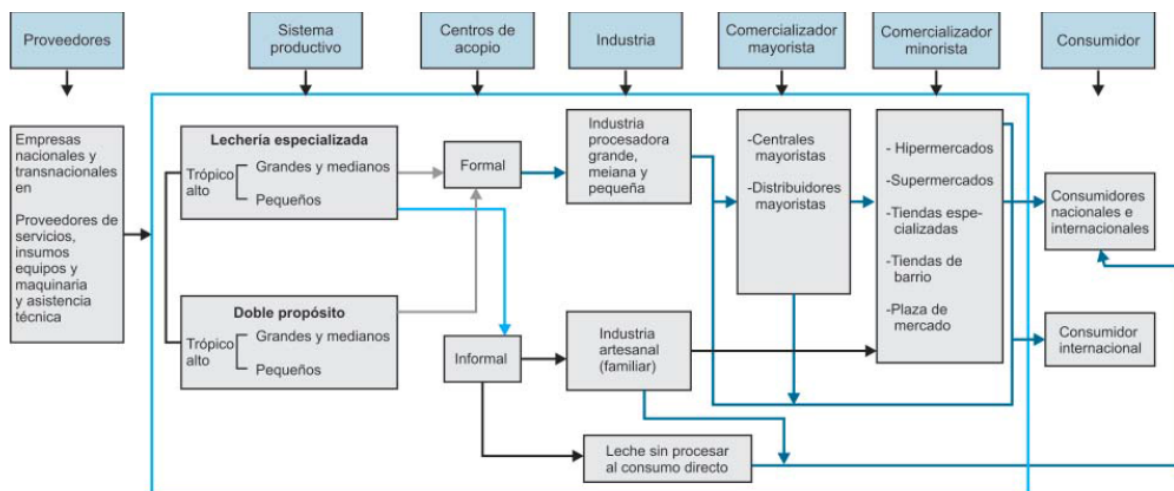 Proveedores
Sistema
productivo
Centros de
acopio
Industria
Comercializador
mayorista
Comercializador
minorista
Consumidor
Empresas
nacionales y
transnacionales
en
Proveedores de
servicios,
insumos
equipos y
maquinaria
y asistencia
técnica
Lechería especializada
Trópico
alto
Grandes y medianos
Pequeños
Doble propósito
Trópico
alto
Grandes y medianos
Pequeños
Formal
Informal
Industria
procesadora
grande,
meiana y
pequeña
Industria
artesanal
(familiar)
Leche sin procesar
al consumo directo
-Centrales
mayoristas
-Distribuidores
mayoristas
- Hipermercados
-Supermercados
-Tiendas espe-
cializadas
-Tiendas de
barrio
-Plaza de
mercado
Consumidores
nacionales e
internacionales
Consumidor
internacional